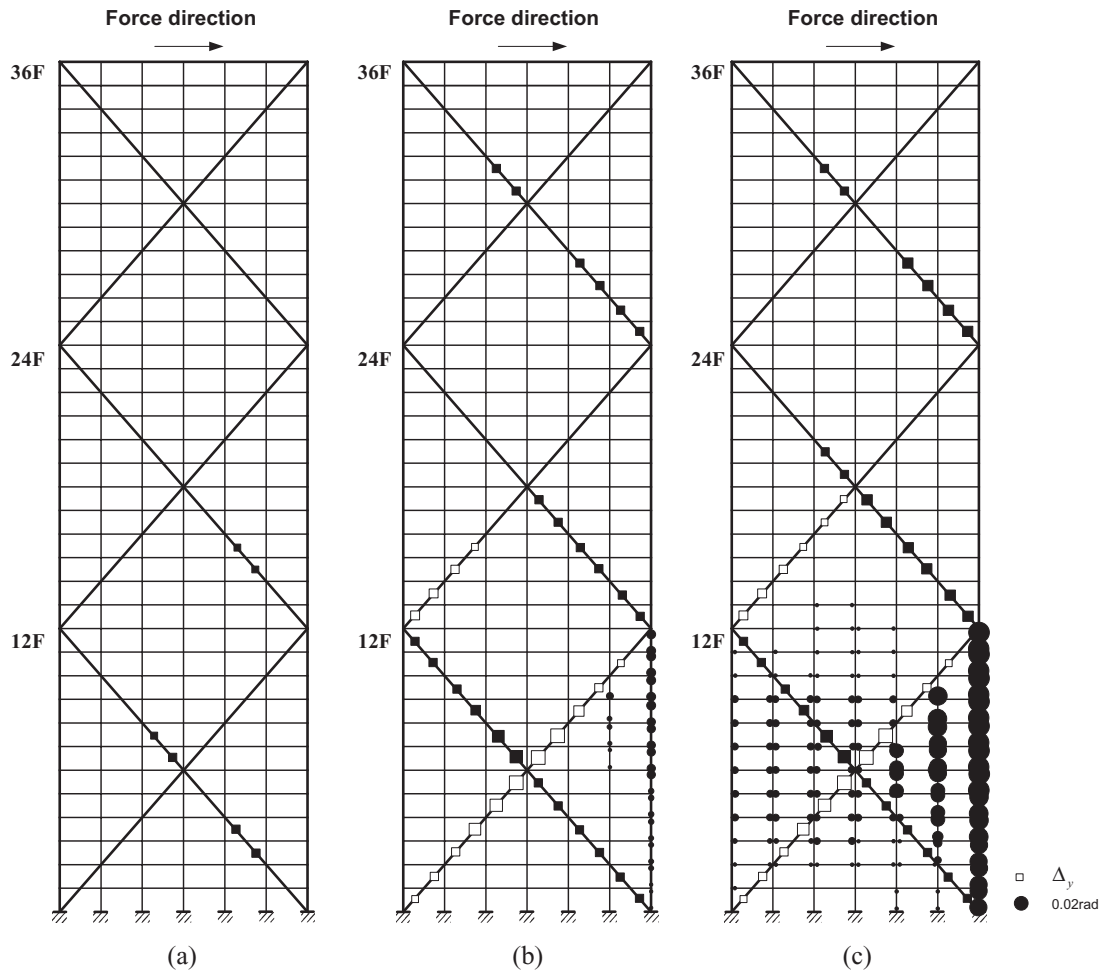 Force direction
Force direction
Force direction
36F
36F
36F
24F
24F
24F
12F
12F
12F
Δy
0.02rad
(a)
(b)
(c)